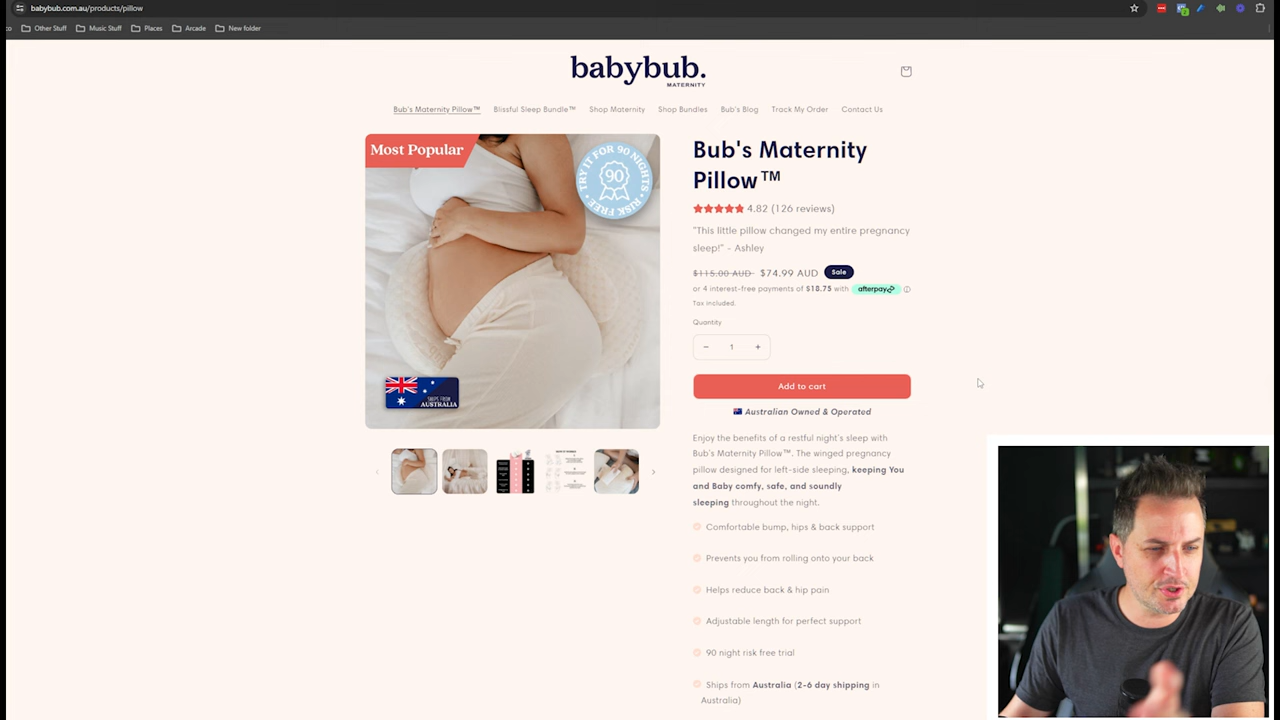 babybub.com.au/products/pillow
Other Stuff
Music Stuff
Places
Arcade
New folder
babybub.
MATERNITY
Bub's Maternity Pillow™
Blissful Sleep Bundle™
Shop Maternity
Shop Bundles
Bub's Blog
Track My Order
Contact Us
Most Popular
TRY IT FOR 90 NIGHTS
90
RISK FREE
SHIPS FROM
AUSTRALIA
Bub's Maternity
Pillow™
4.82 (126 reviews)
"This little pillow changed my entire pregnancy
sleep!" - Ashley
$115.00 AUD $74.99 AUD Sale
or 4 interest-free payments of $18.75 with afterpay
Tax included.
Quantity
− 1 +
Add to cart
Australian Owned & Operated
Enjoy the benefits of a restful night's sleep with
Bub's Maternity Pillow™. The winged pregnancy
pillow designed for left-side sleeping, keeping You
and Baby comfy, safe, and soundly
sleeping throughout the night.
Comfortable bump, hips & back support
Prevents you from rolling onto your back
Helps reduce back & hip pain
Adjustable length for perfect support
90 night risk free trial
Ships from Australia (2-6 day shipping in
Australia)